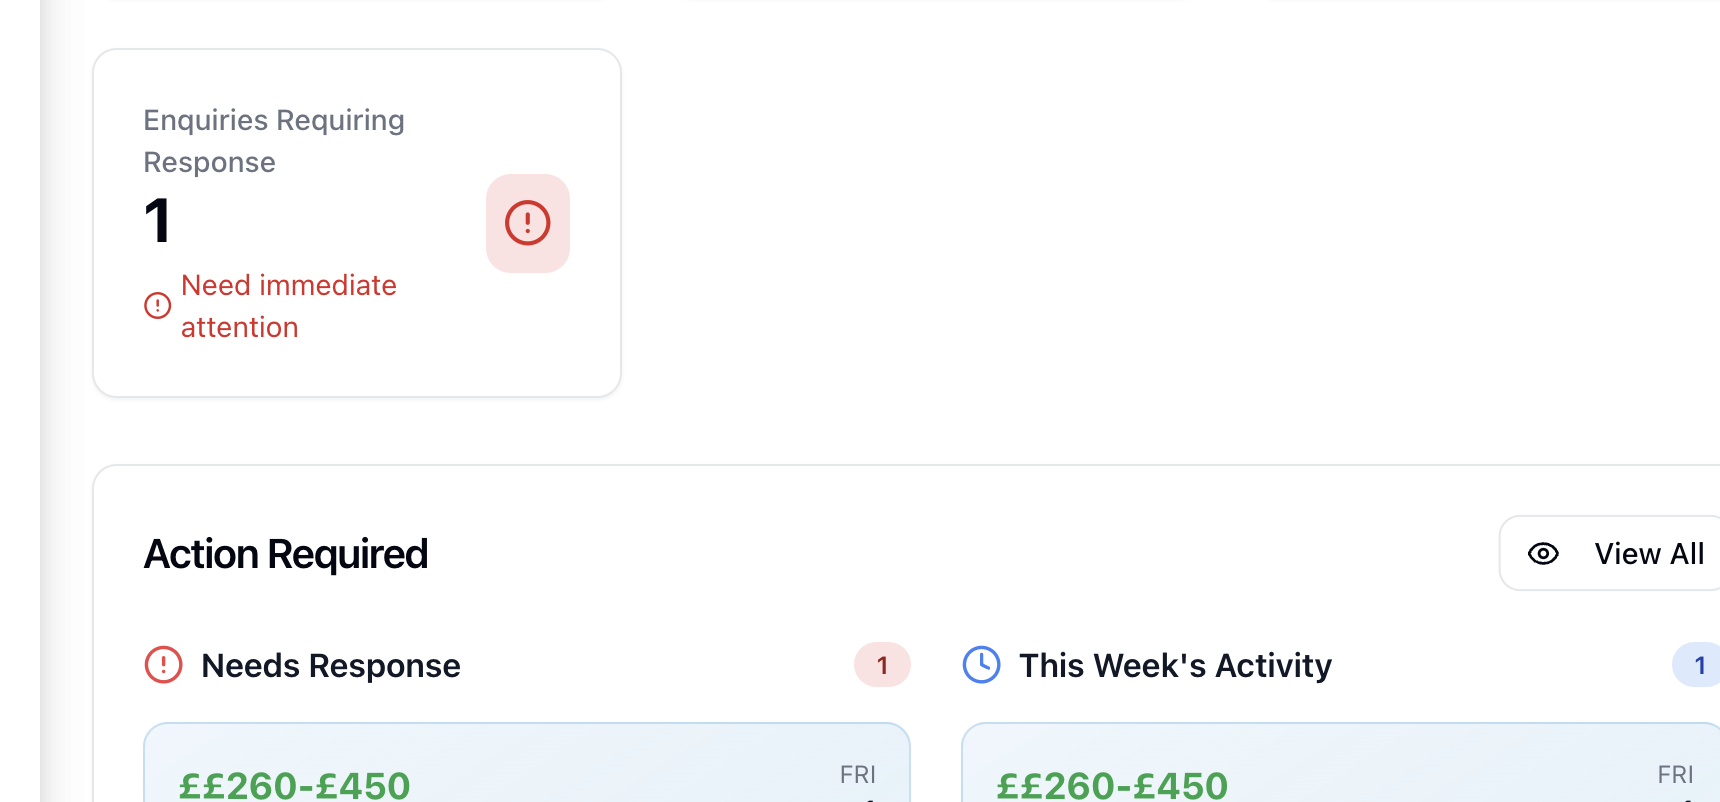 Enquiries Requiring
Response
1
Need immediate
attention
Action Required
View All
Needs Response
1
This Week's Activity
1
££260-£450
FRI
££260-£450
FRI